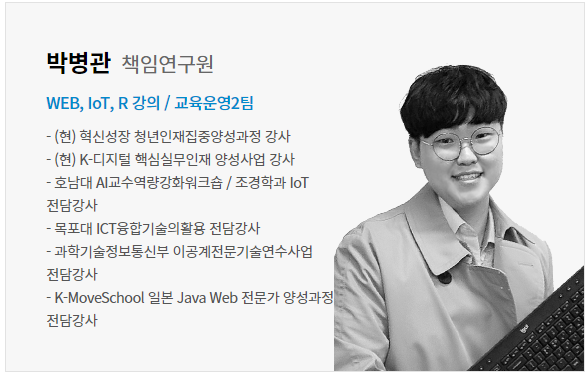 박병관 책임연구원
WEB, IoT, R 강의 / 교육운영2팀
- (현) 혁신성장 청년인재집중양성과정 강사
- (현) K-디지털 핵심실무인재 양성사업 강사
- 호남대 AI교수역량강화워크숍 / 조경학과 IoT
전담강사
- 목포대 ICT융합기술의활용 전담강사
- 과학기술정보통신부 이공계전문기술연수사업
전담강사
- K-MoveSchool 일본 Java Web 전문가 양성과정
전담강사